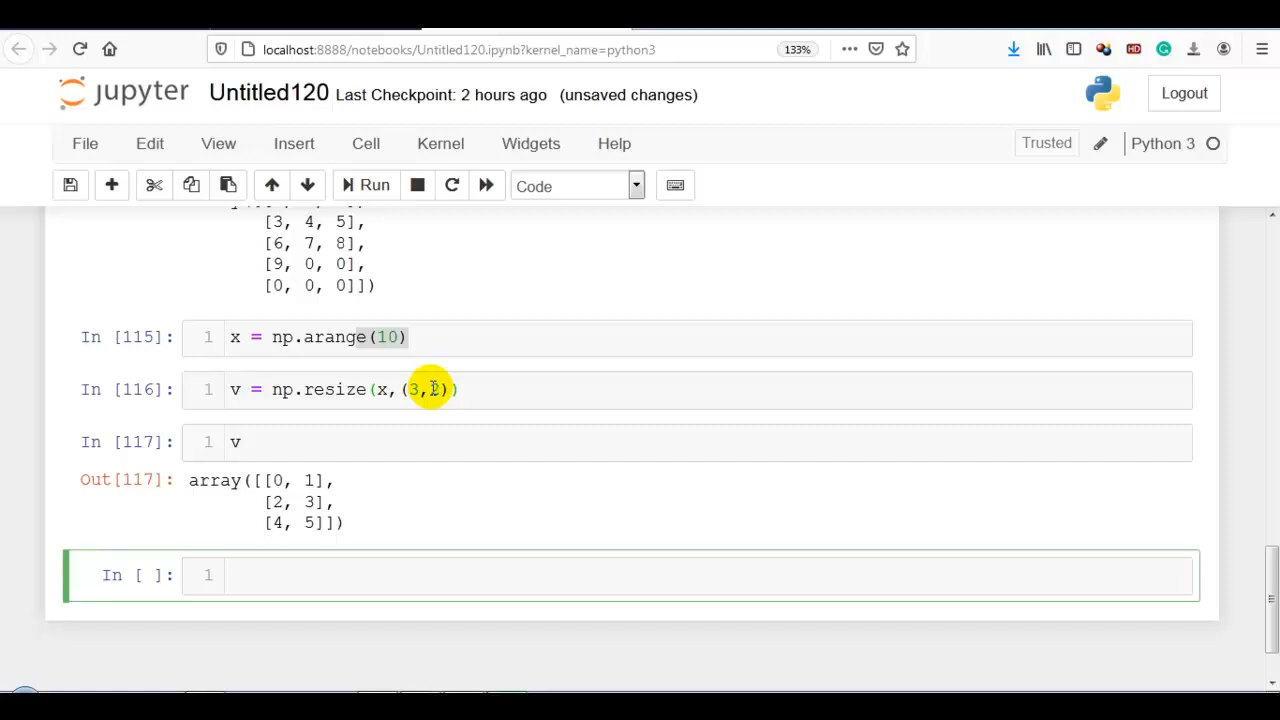 localhost:8888/notebooks/Untitled120.ipynb?kernel_name=python3
133%
HD
jupyter Untitled120 Last Checkpoint: 2 hours ago (unsaved changes)
Logout
File Edit View Insert Cell Kernel Widgets Help
Trusted Python 3
Run Code
[3, 4, 5],
[6, 7, 8],
[9, 0, 0],
[0, 0, 0]])
In [115]: 1 x = np.arange(10)
In [116]: 1 v = np.resize(x,(3,2))
In [117]: 1 v
Out[117]: array([[0, 1],
[2, 3],
[4, 5]])
In [ ]: 1